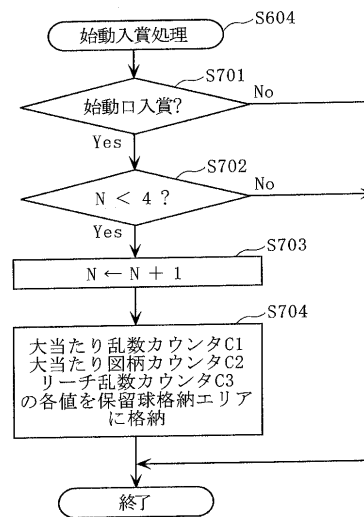 S604
始動入賞処理
S701
始動口入賞?
No
Yes
S702
N < 4 ?
No
Yes
S703
N ← N + 1
S704
大当たり乱数カウンタC1
大当たり図柄カウンタC2
リーチ乱数カウンタC3
の各値を保留球格納エリア
に格納
終了